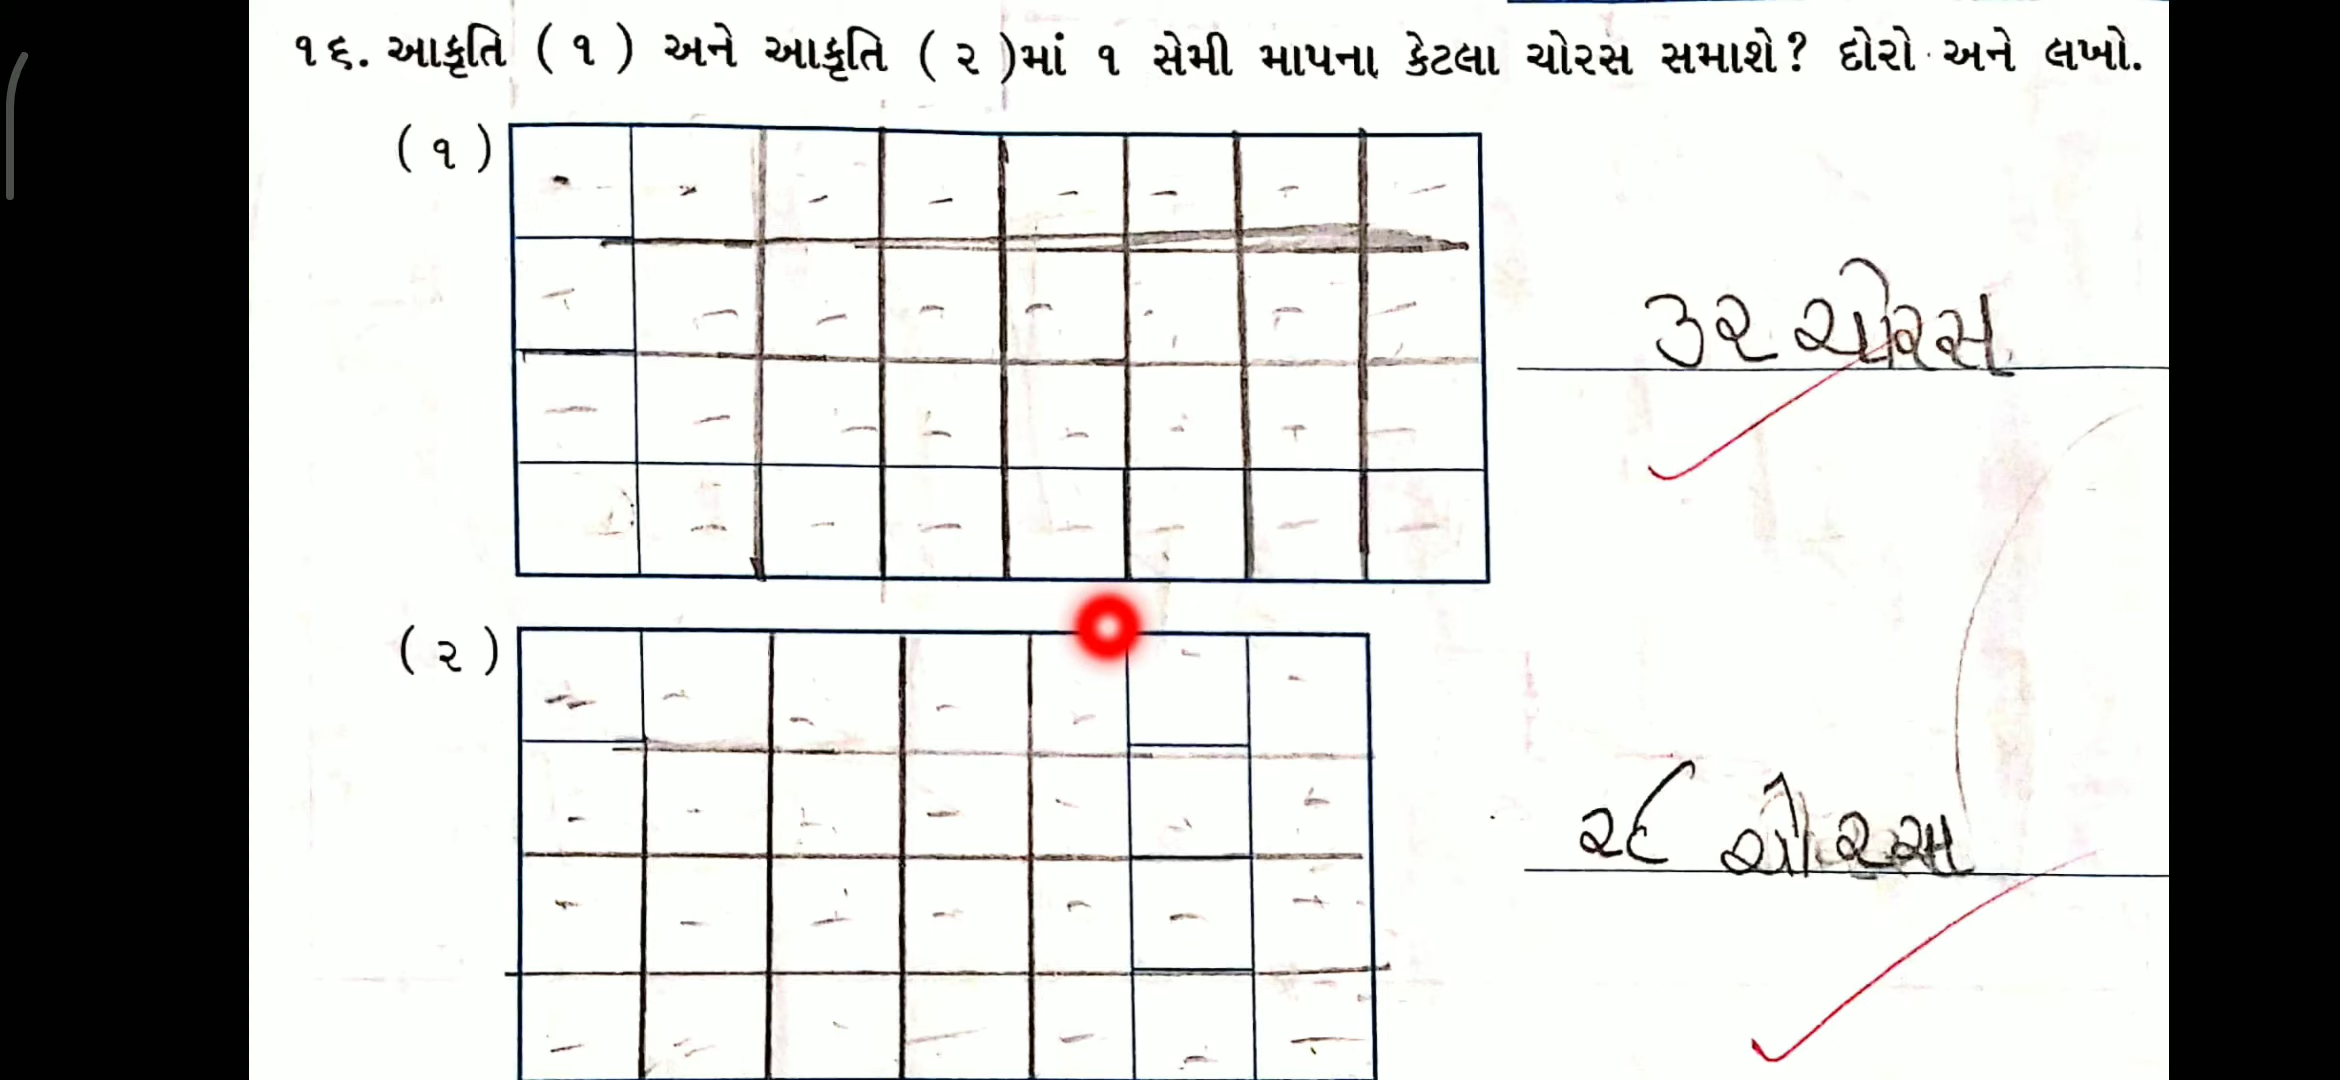 ૧૬. આકૃતિ (૧) અને આકૃતિ (૨)માં ૧ સેમી માપના કેટલા ચોરસ સમાશે? દોરો અને લખો.
(૧)
૩૨ ચોરસ
(૨)
૨૮ ચોરસ